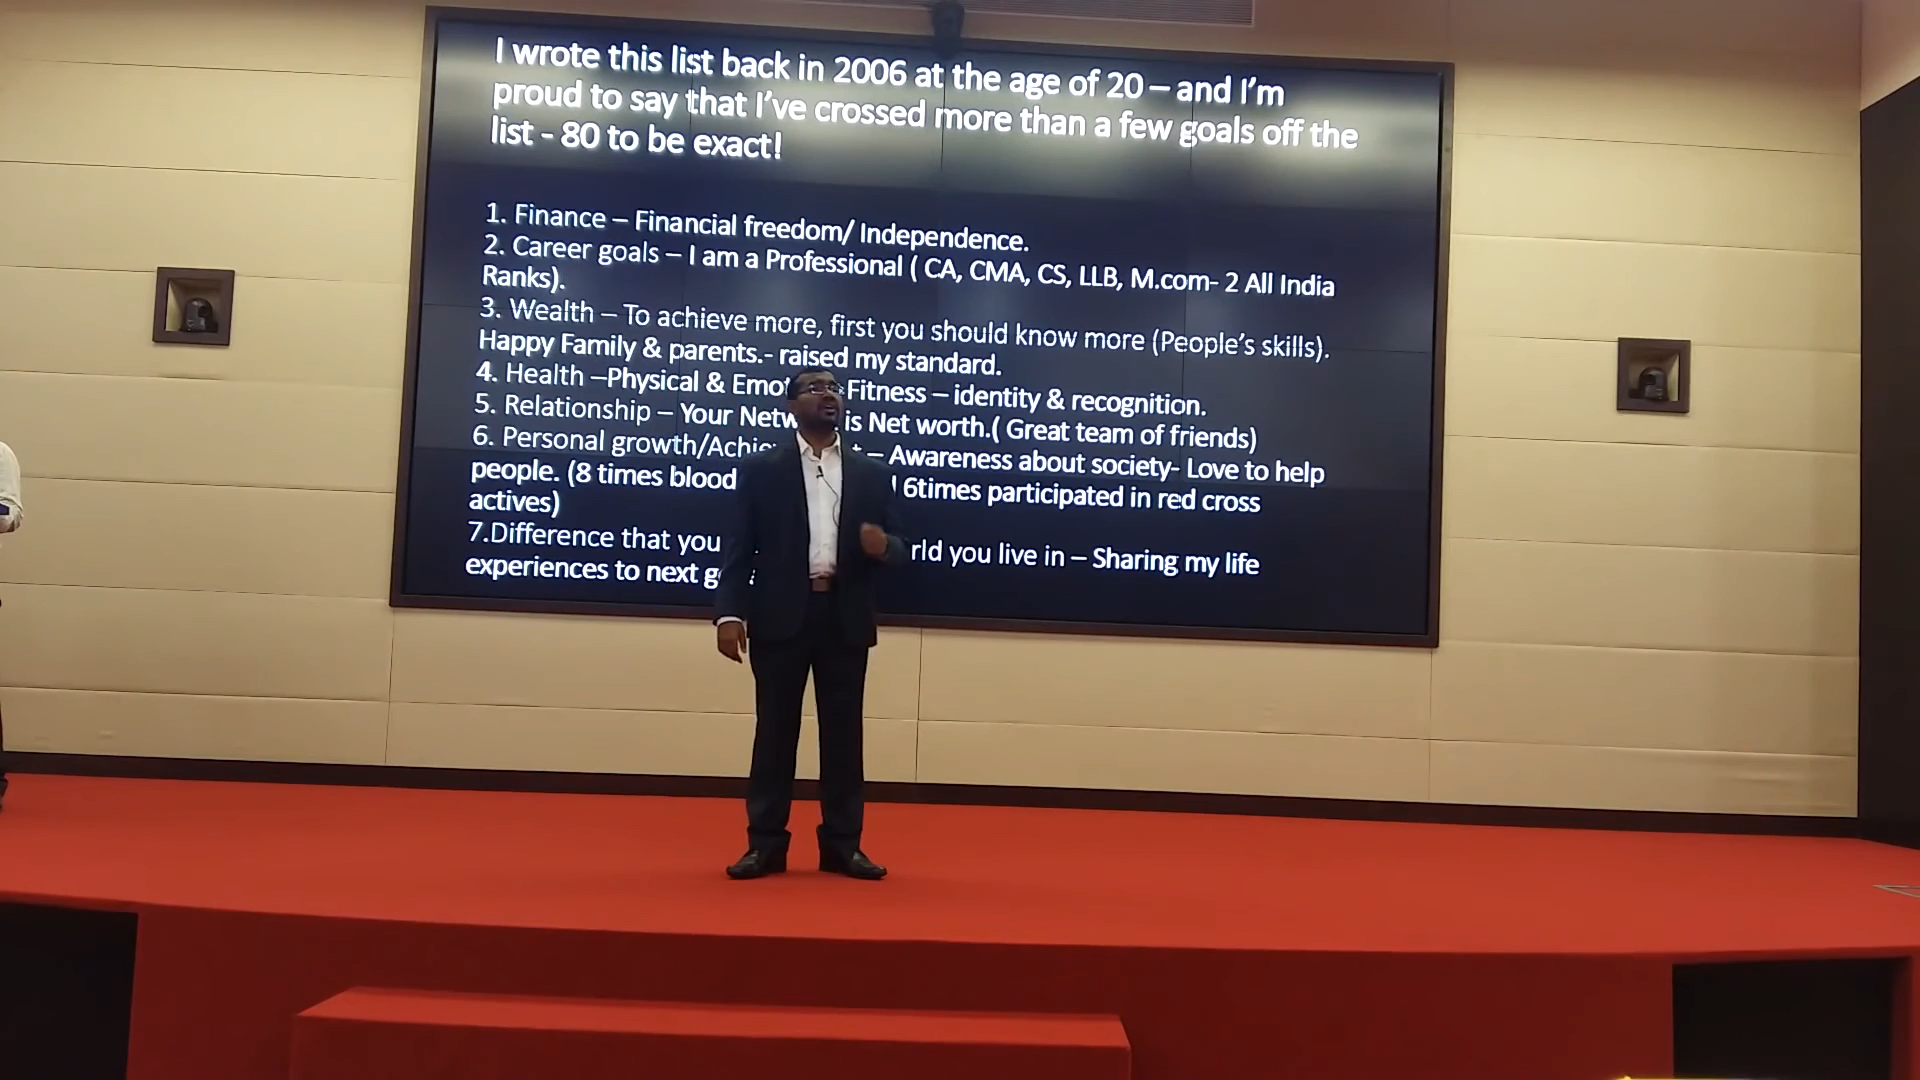 I wrote this list back in 2006 at the age of 20 – and I'm
proud to say that I've crossed more than a few goals off the
list - 80 to be exact!
1. Finance – Financial freedom/ Independence.
2. Career goals – I am a Professional ( CA, CMA, CS, LLB, M.com- 2 All India
Ranks).
3. Wealth – To achieve more, first you should know more (People's skills).
Happy Family & parents.- raised my standard.
4. Health –Physical & Fitness – identity & recognition.
5. Relationship – Your is Net worth.( Great team of friends)
6. Personal – Awareness about society- Love to help
people. (8 times blood 6times participated in red cross
actives)
7.Difference that you you live in – Sharing my life
experiences to next